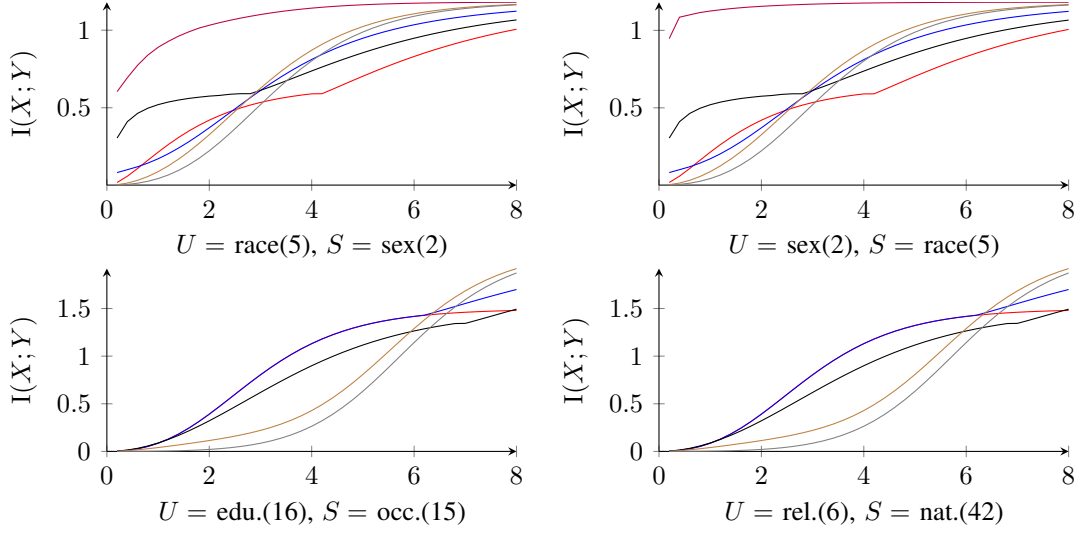 1
0.5
I(X; Y)
0 2 4 6 8
U = race(5), S = sex(2)
1
0.5
I(X; Y)
0 2 4 6 8
U = sex(2), S = race(5)
1.5
1
0.5
0
I(X; Y)
0 2 4 6 8
U = edu.(16), S = occ.(15)
1.5
1
0.5
0
I(X; Y)
0 2 4 6 8
U = rel.(6), S = nat.(42)